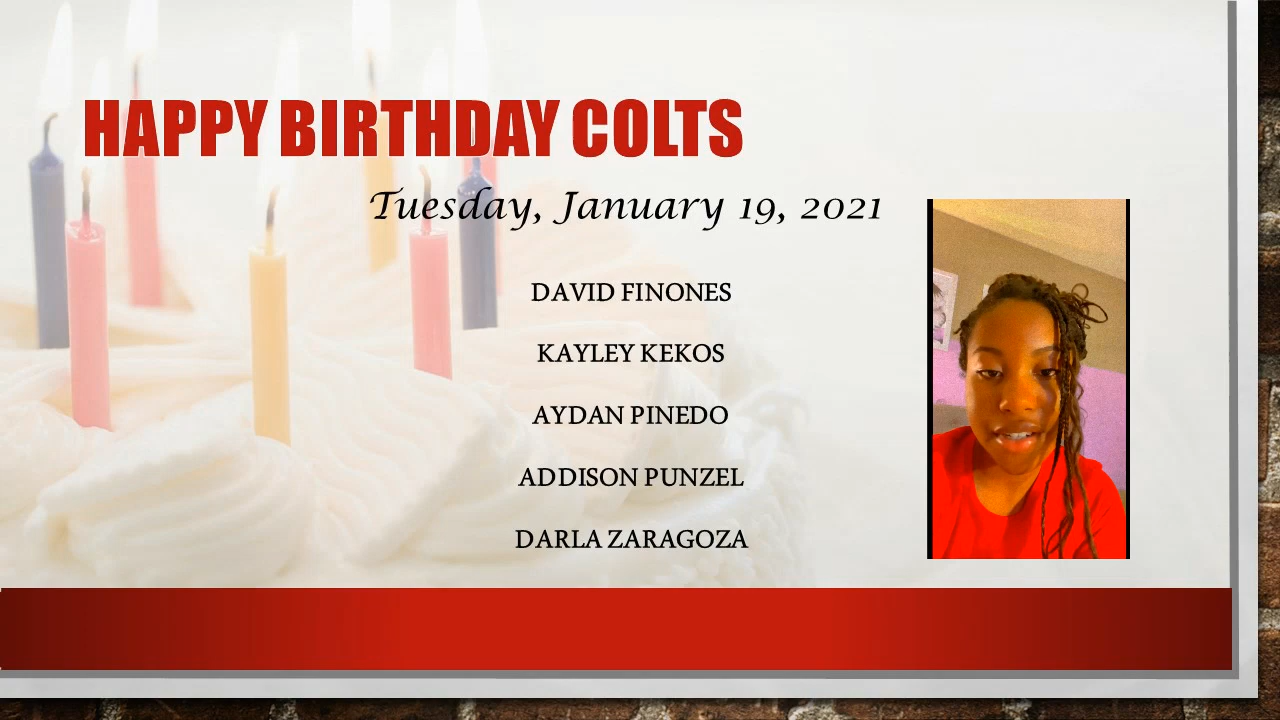 HAPPY BIRTHDAY COLTS
Tuesday, January 19, 2021
DAVID FINONES
KAYLEY KEKOS
AYDAN PINEDO
ADDISON PUNZEL
DARLA ZARAGOZA